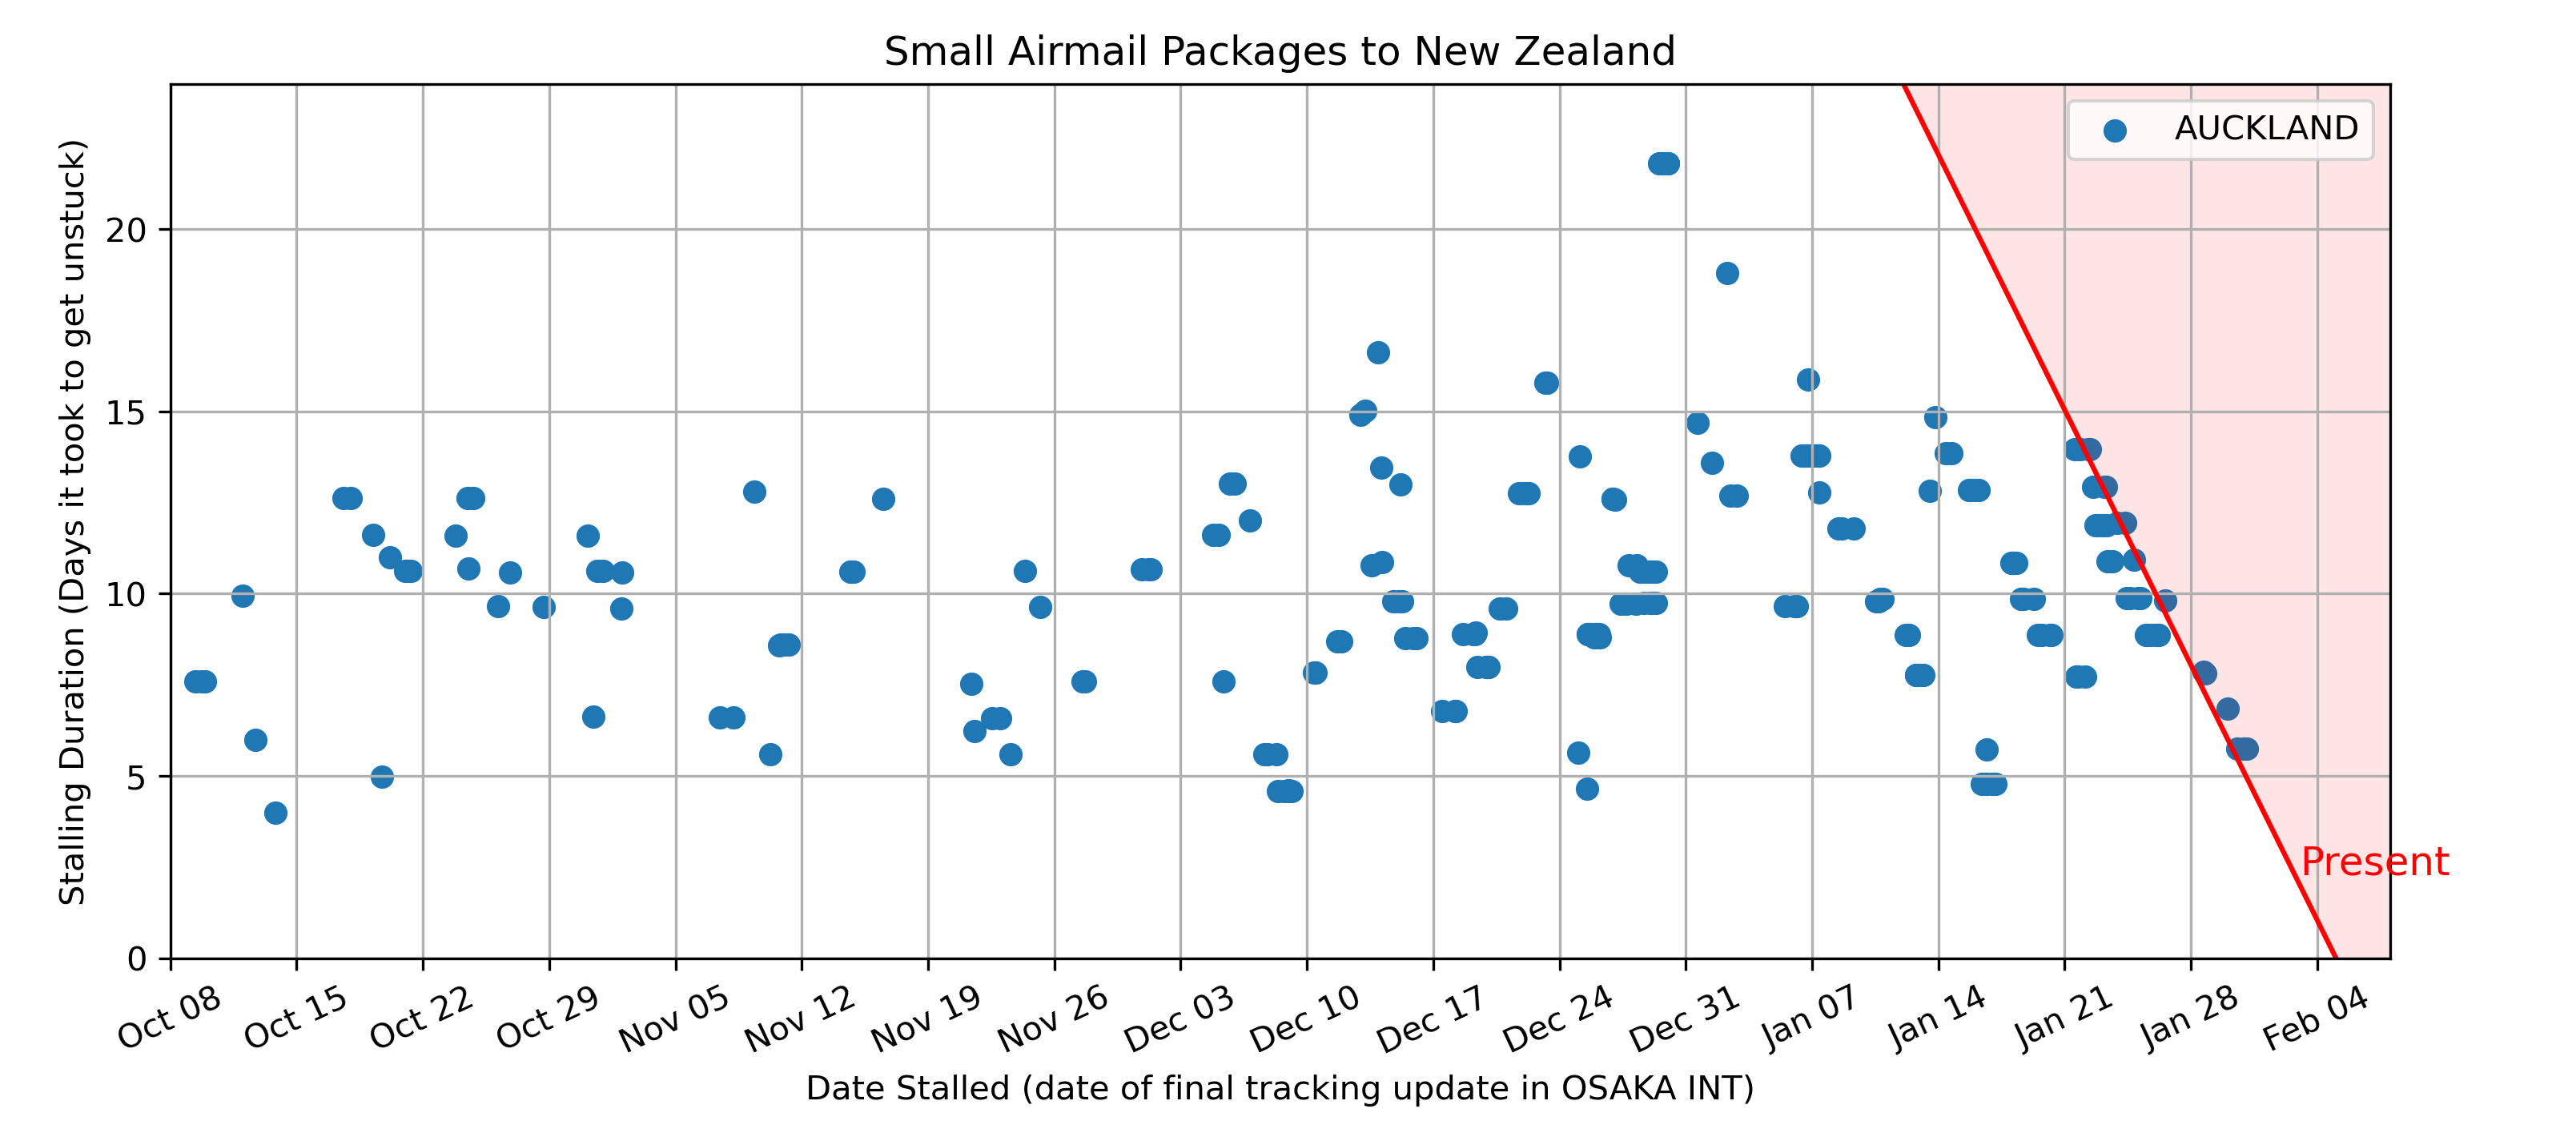 Small Airmail Packages to New Zealand
AUCKLAND
Stalling Duration (Days it took to get unstuck)
20
15
10
5
0
Present
Oct 08
Oct 15
Oct 22
Oct 29
Nov 05
Nov 12
Nov 19
Nov 26
Dec 03
Dec 10
Dec 17
Dec 24
Dec 31
Jan 07
Jan 14
Jan 21
Jan 28
Feb 04
Date Stalled (date of final tracking update in OSAKA INT)